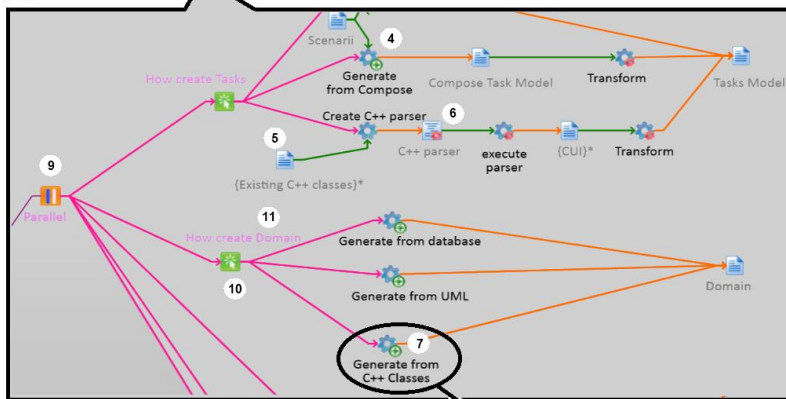 Scenarii
4
How create Tasks
Generate
from Compose
Compose Task Model
Transform
Tasks Model
Create C++ parser
6
5
C++ parser
execute
parser
{CUI}*
Transform
{Existing C++ classes}*
9
Parallel
11
How create Domain
Generate from database
10
Generate from UML
Domain
7
Generate from
C++ Classes